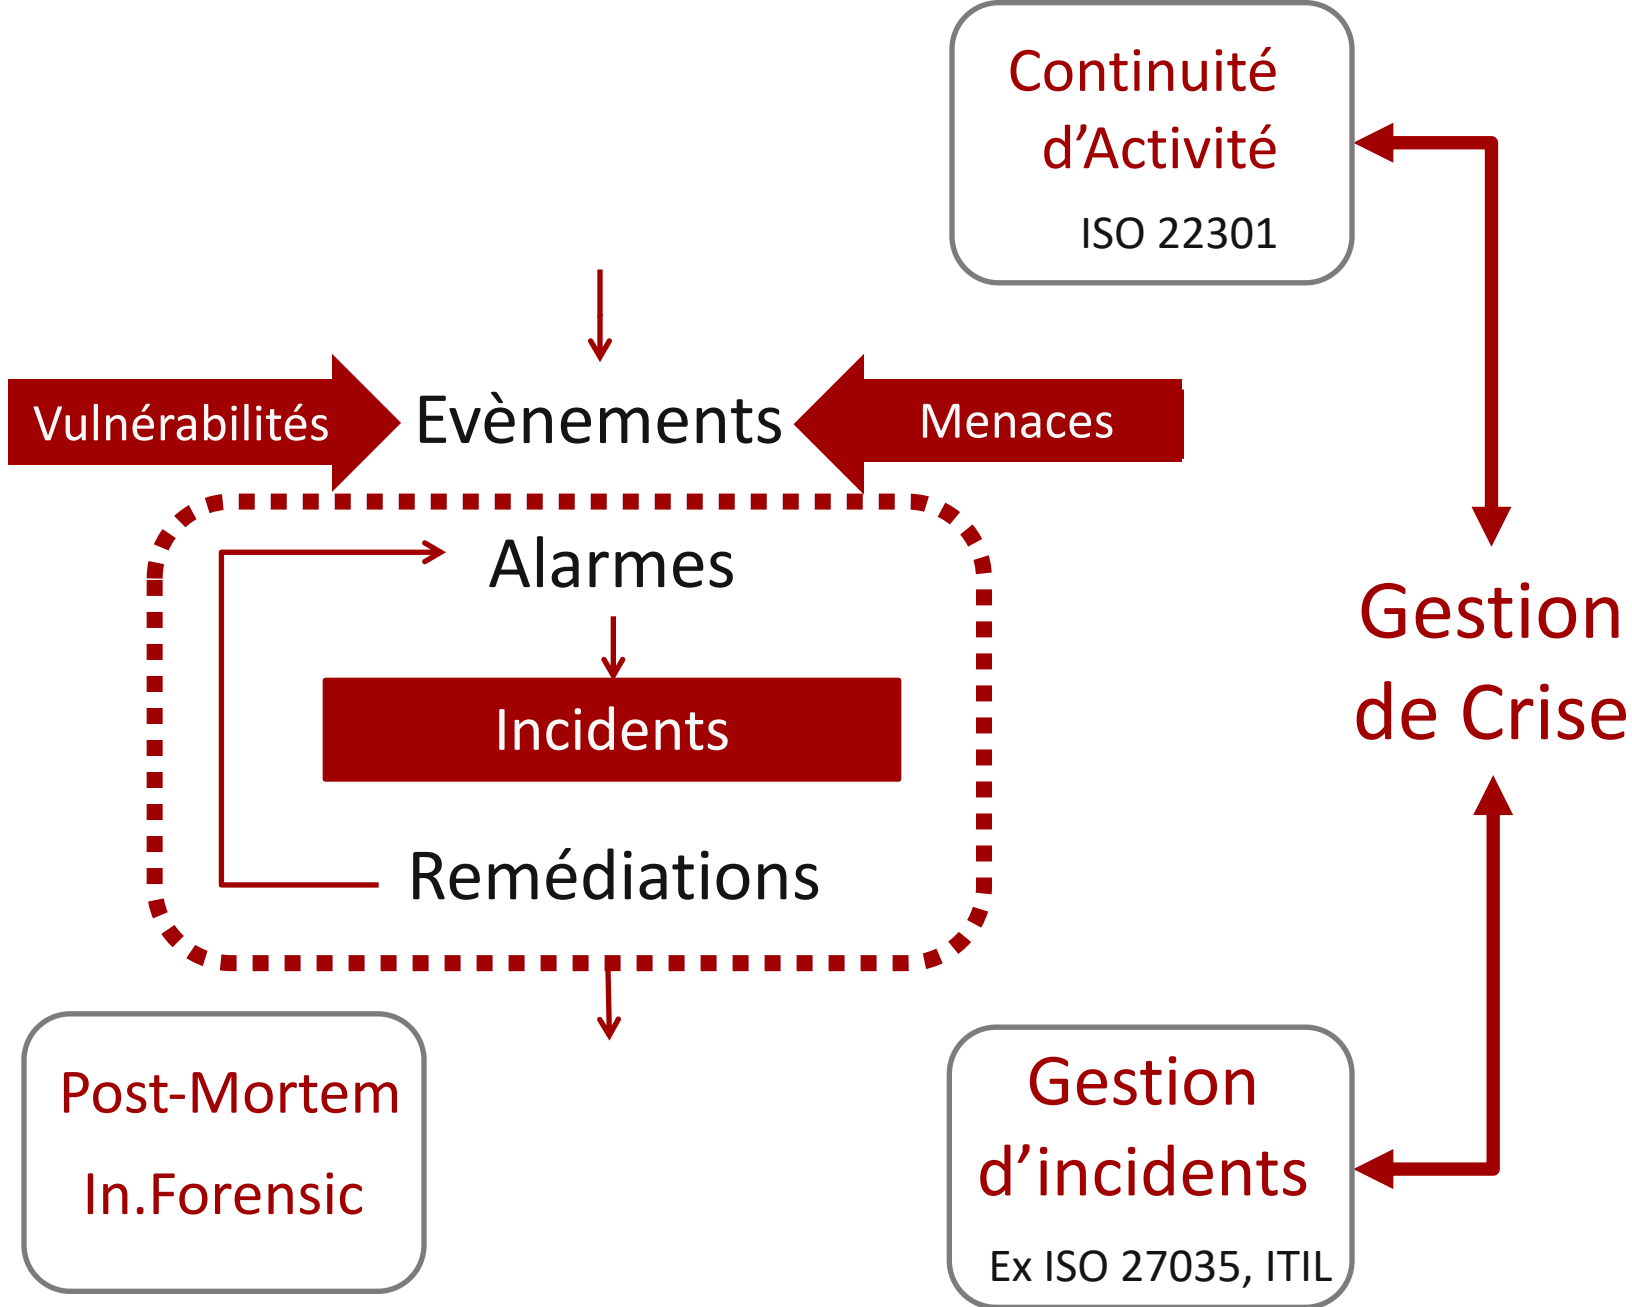 Continuité
d’Activité
ISO 22301
Vulnérabilités
Evènements
Menaces
Alarmes
Incidents
Remédiations
Gestion
de Crise
Post-Mortem
In.Forensic
Gestion
d’incidents
Ex ISO 27035, ITIL